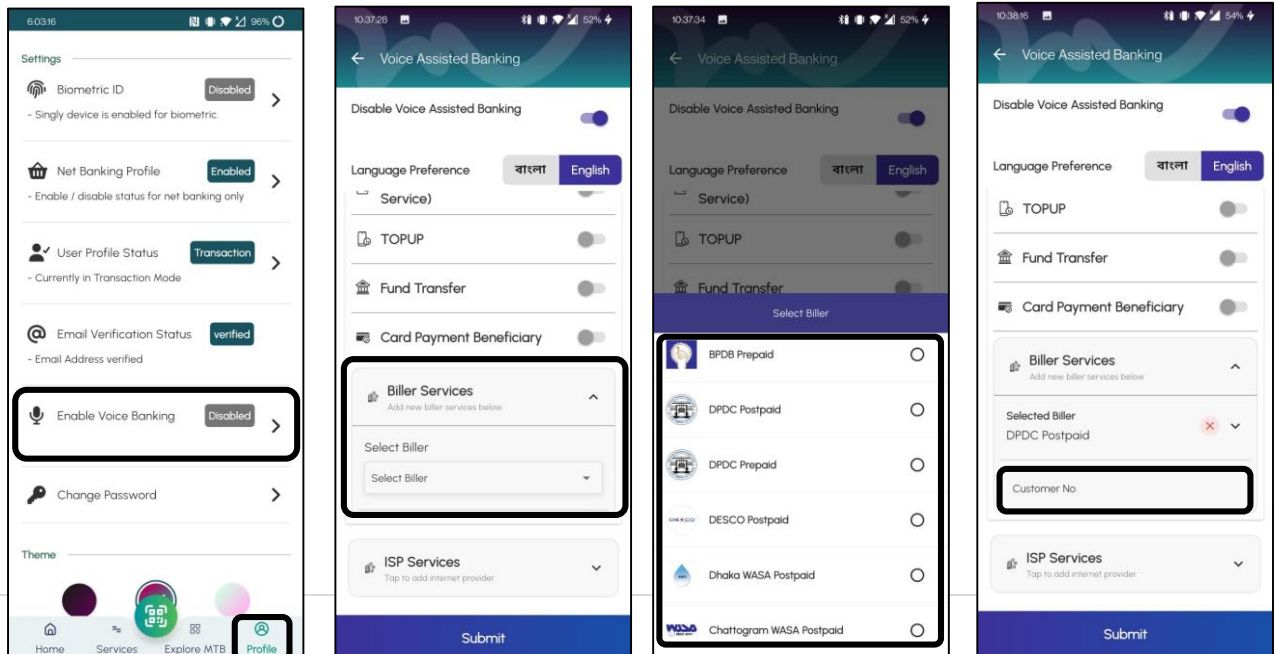 6:03:16
96%
Settings
Biometric ID
Disabled
- Singly device is enabled for biometric.
Net Banking Profile
Enabled
- Enable / disable status for net banking only
User Profile Status
Transaction
- Currently in Transaction Mode
Email Verification Status
verified
- Email Address verified
Enable Voice Banking
Disabled
Change Password
Theme
Home
Services
Explore MTB
Profile
10:37:28
52%
Voice Assisted Banking
Disable Voice Assisted Banking
Language Preference
বাংলা
English
Service)
TOPUP
Fund Transfer
Card Payment Beneficiary
Biller Services
Add new biller services below
Select Biller
Select Biller
ISP Services
Tap to add internet provider
Submit
10:37:34
52%
Voice Assisted Banking
Disable Voice Assisted Banking
Language Preference
বাংলা
English
Service)
TOPUP
Fund Transfer
Select Biller
BPDB Prepaid
DPDC Postpaid
DPDC Prepaid
DESCO Postpaid
Dhaka WASA Postpaid
WASA
Chattogram WASA Postpaid
10:38:16
54%
Voice Assisted Banking
Disable Voice Assisted Banking
Language Preference
বাংলা
English
TOPUP
Fund Transfer
Card Payment Beneficiary
Biller Services
Add new biller services below
Selected Biller
DPDC Postpaid
Customer No
ISP Services
Tap to add internet provider
Submit